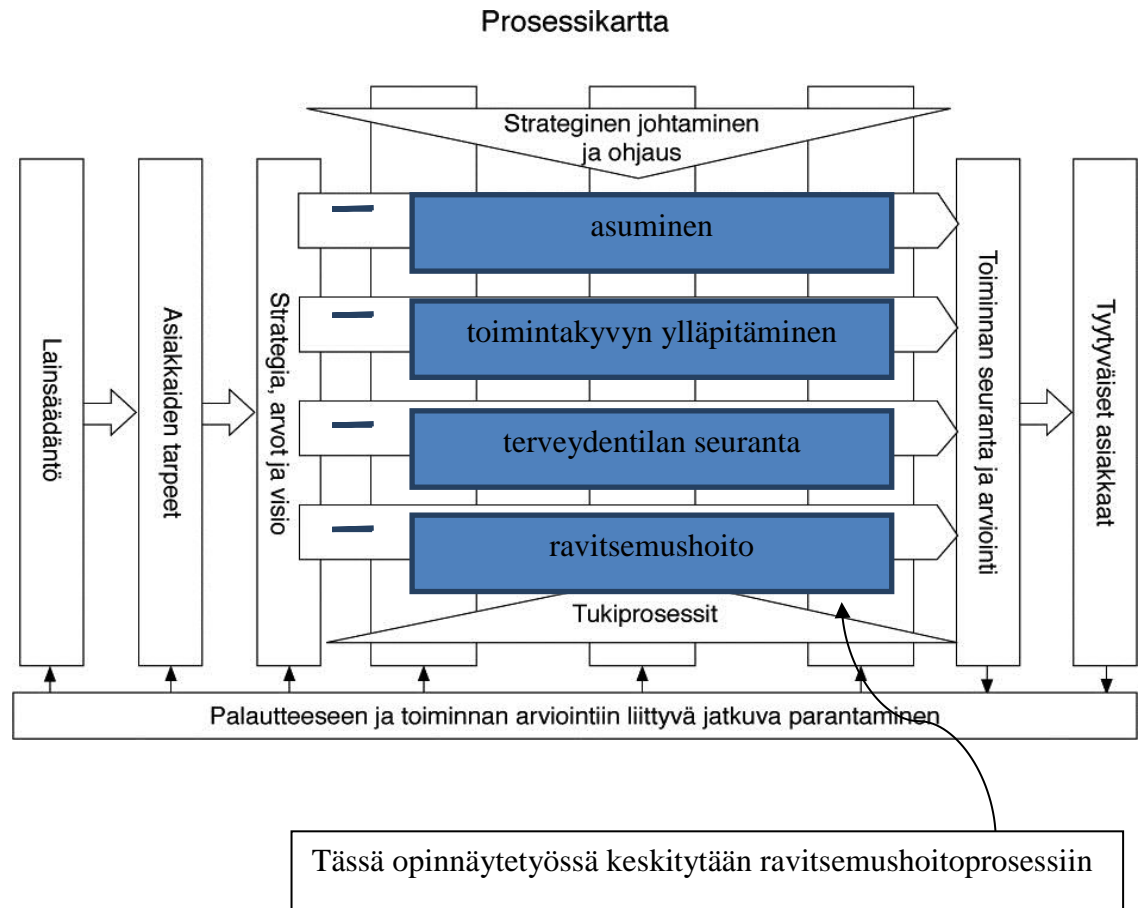 Prosessikartta
Strateginen johtaminen
ja ohjaus
Lainsäädäntö
Asiakkaiden tarpeet
Strategia, arvot ja visio
asuminen
toimintakyvyn ylläpitäminen
terveydentilan seuranta
ravitsemushoito
Tukiprosessit
Toiminnan seuranta ja arviointi
Tyytyväiset asiakkaat
Palautteeseen ja toiminnan arviointiin liittyvä jatkuva parantaminen
Tässä opinnäytetyössä keskitytään ravitsemushoitoprosessiin